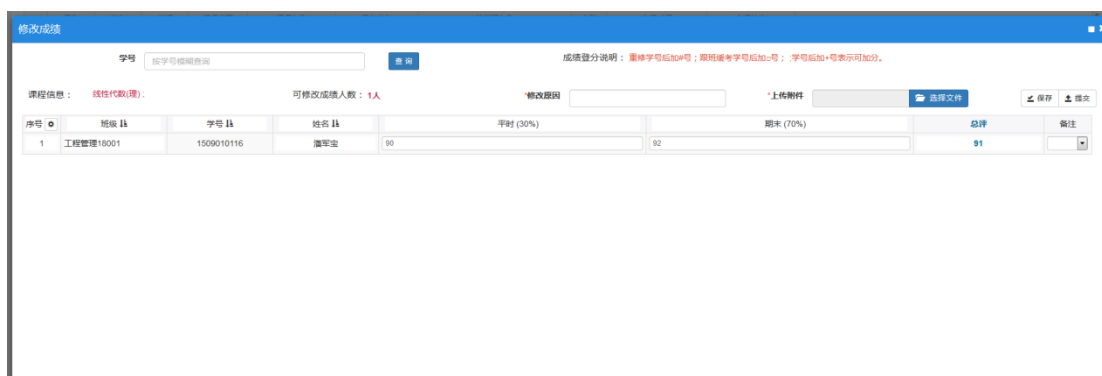 修改成绩
学号 按学号模糊查询 查 询 成绩登分说明： 重修学号后加#号；跟班缓考学号后加=号； 学号后加+号表示可加分。
课程信息： 线性代数(理) 可修改成绩人数：1人 *修改原因 *上传附件 选择文件 保存 提交
序号 班级 学号 姓名 平时 (30%) 期末 (70%) 总评 备注
1 工程管理18001 1509010116 潘军宝 90 92 91